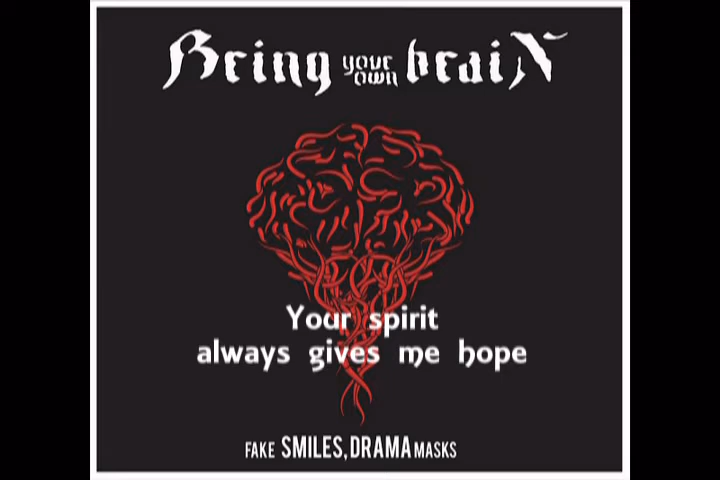 Bring your own braiN
Your spirit
always gives me hope
FAKE SMILES, DRAMA MASKS